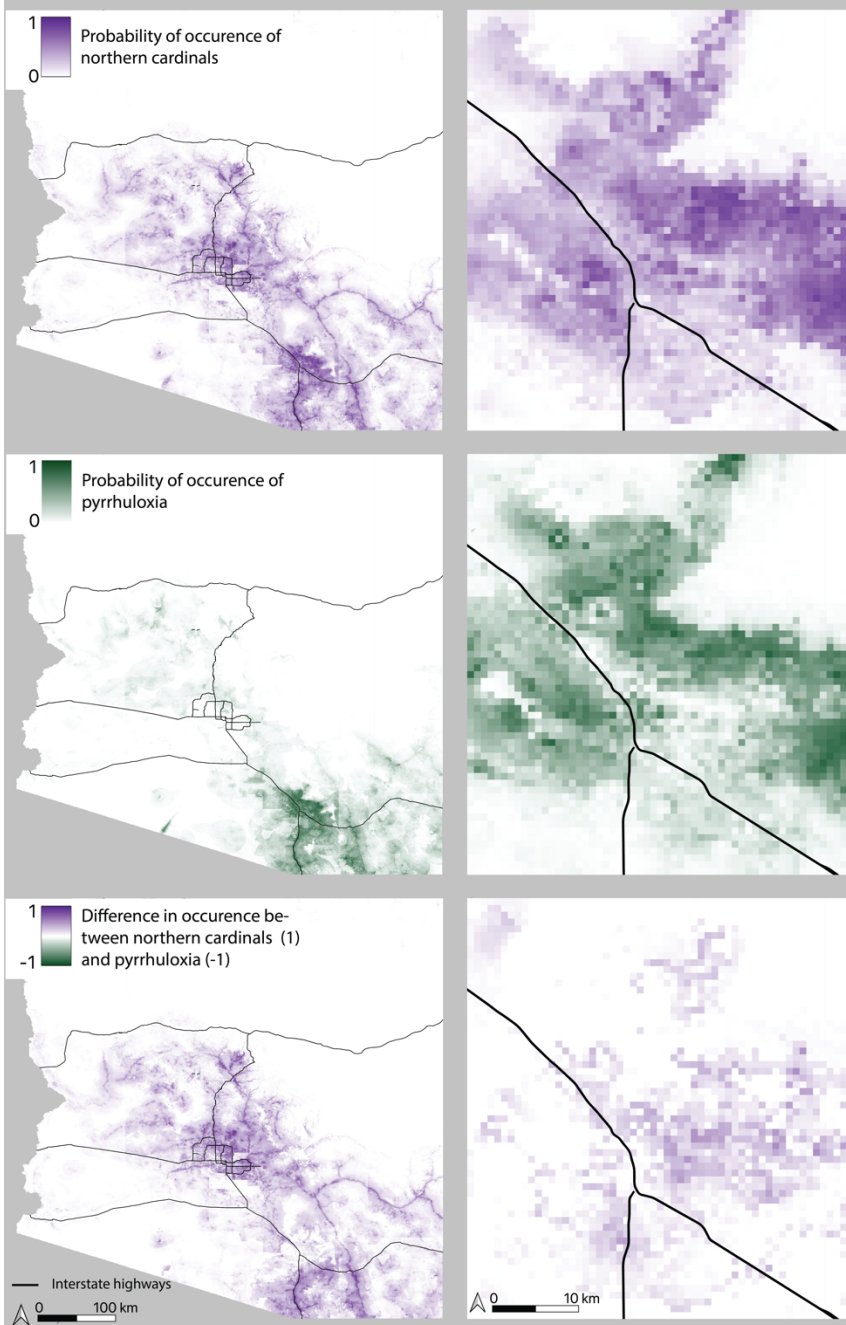 1
Probability of occurence of
northern cardinals
0
1
Probability of occurence of
pyrrhuloxia
0
1
Difference in occurence be-
tween northern cardinals (1)
-1
and pyrrhuloxia (-1)
Interstate highways
0 100 km
0 10 km